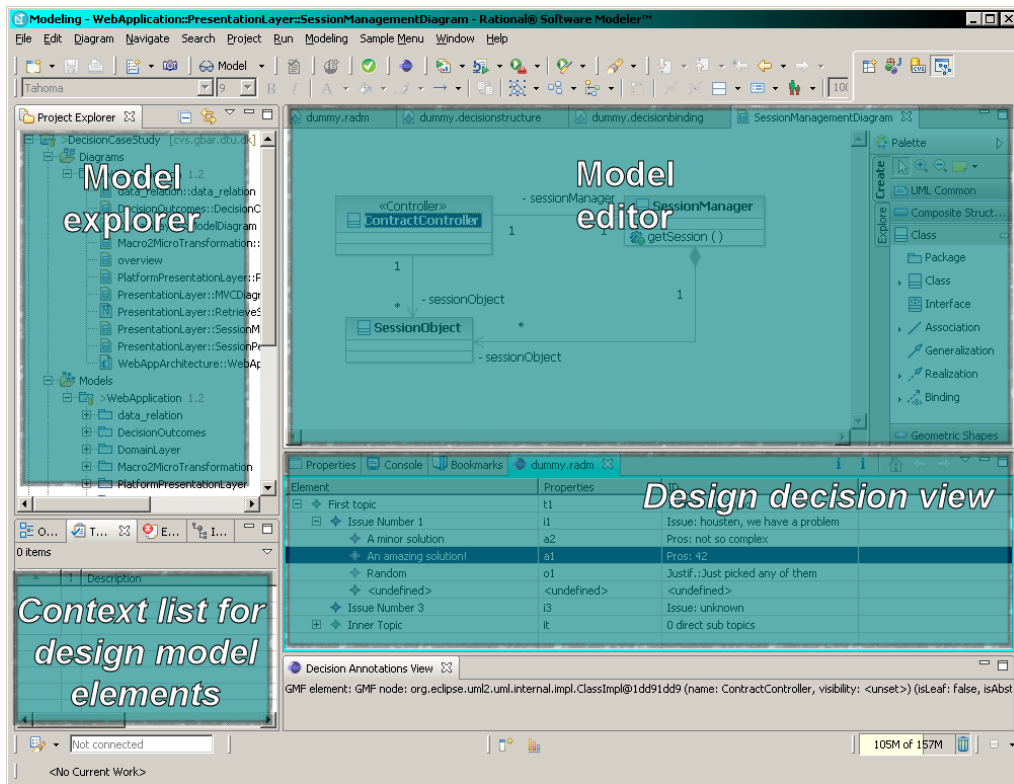 Modeling - WebApplication::PresentationLayer::SessionManagementDiagram - Rational® Software Modeler™
File Edit Diagram Navigate Search Project Run Modeling Sample Menu Window Help
Model
Tahoma 9 B I A 10
Project Explorer
>DecisionCaseStudy [cvs.gbar.dtu.dk]
Diagrams
1.2
data_relation::data_relation
DecisionOutcomes::DecisionC
ModelDiagram
Macro2MicroTransformation::
overview
PlatformPresentationLayer::P
PresentationLayer::MVCDiagr
PresentationLayer::RetrieveS
PresentationLayer::SessionM
PresentationLayer::SessionPe
WebAppArchitecture::WebAp
Models
>WebApplication 1.2
data_relation
DecisionOutcomes
DomainLayer
Macro2MicroTransformation
PlatformPresentationLayer
Model
explorer
dummy.radm dummy.decisionstructure dummy.decisionbinding SessionManagementDiagram
Model
editor
«Controller»
ContractController
- sessionManager
1
1
SessionManager
getSession ()
1
*
- sessionObject
1
*
SessionObject
- sessionObject
Palette
Create
Explore
UML Common
Composite Struct...
Class
Package
Class
Interface
Association
Generalization
Realization
Binding
Geometric Shapes
Properties Console Bookmarks dummy.radm
Element Properties ID
Design decision view
First topic t1
Issue Number 1 i1 Issue: housten, we have a problem
A minor solution a2 Pros: not so complex
An amazing solution! a1 Pros: 42
Random o1 Justif.:Just picked any of them
<undefined> <undefined> <undefined>
Issue Number 3 i3 Issue: unknown
Inner Topic it 0 direct sub topics
O... T... E... I...
0 items
! Description
Context list for
design model
elements
Decision Annotations View
GMF element: GMF node: org.eclipse.uml2.uml.internal.impl.ClassImpl@1dd91dd9 (name: ContractController, visibility: <unset>) (isLeaf: false, isAbst
Not connected
105M of 157M
<No Current Work>